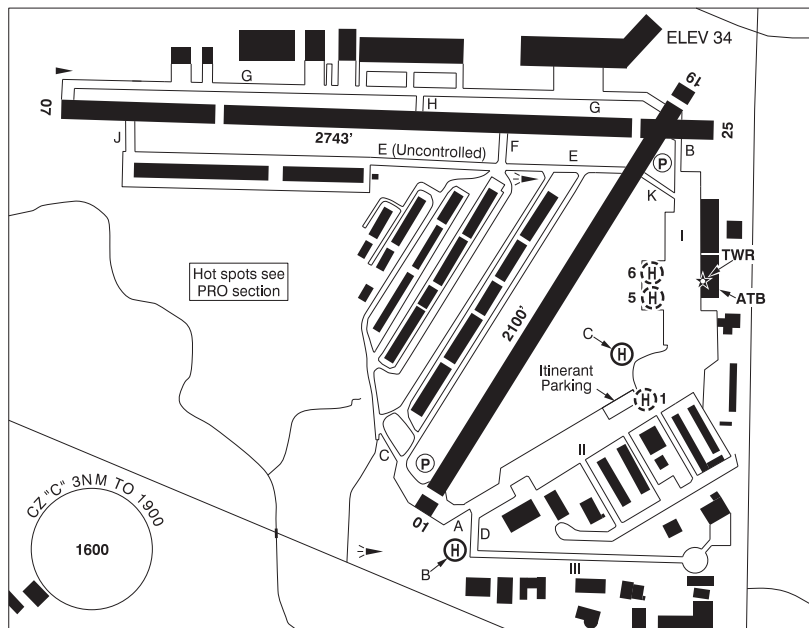 ELEV 34
19
G
07
H
G
25
J
2743'
F
B
E (Uncontrolled)
E
P
K
I
TWR
Hot spots see
PRO section
6 H
5 H
ATB
2100'
C
H
Itinerant
Parking
H 1
II
C
P
CZ "C" 3NM TO 1900
01
A
D
1600
H
B
III